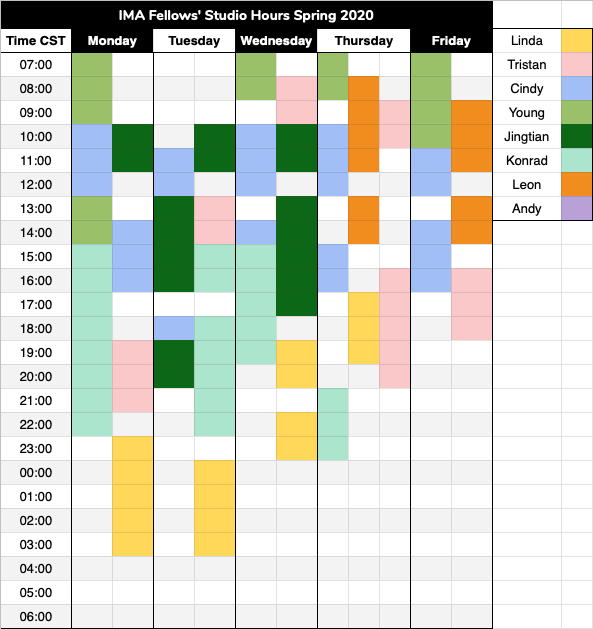 IMA Fellows' Studio Hours Spring 2020
Time CST Monday Tuesday Wednesday Thursday Friday Linda
07:00 Tristan
08:00 Cindy
09:00 Young
10:00 Jingtian
11:00 Konrad
12:00 Leon
13:00 Andy
14:00
15:00
16:00
17:00
18:00
19:00
20:00
21:00
22:00
23:00
00:00
01:00
02:00
03:00
04:00
05:00
06:00